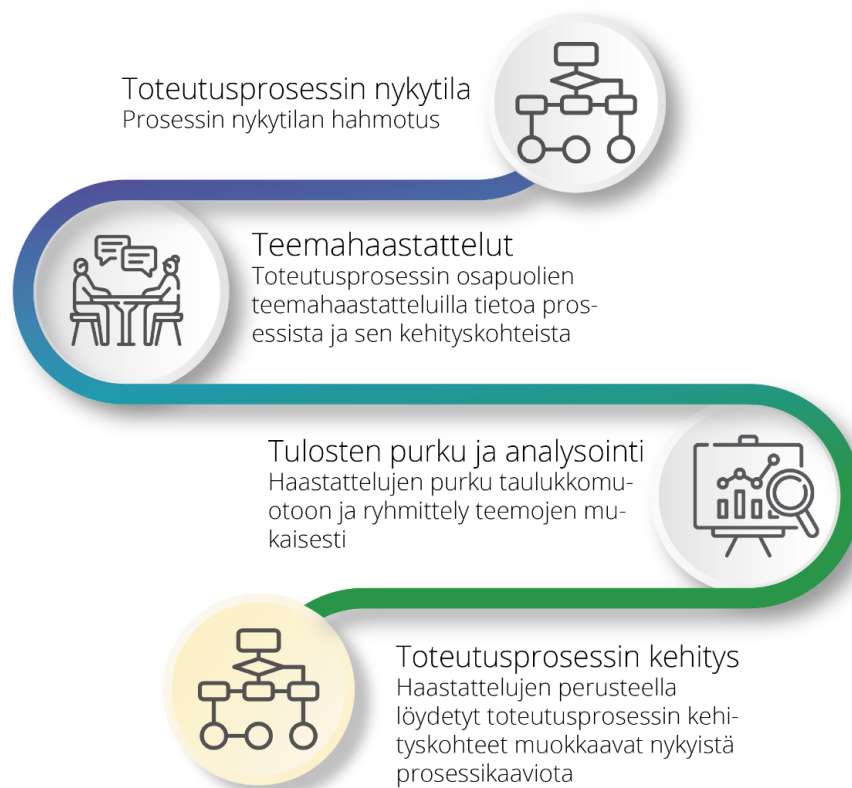 Toteutusprosessin nykytila
Prosessin nykytilan hahmotus
Teemahaastattelut
Toteutusprosessin osapuolien
teemahaastatteluilla tietoa pros-
essista ja sen kehityskohteista
Tulosten purku ja analysointi
Haastattelujen purku taulukkomu-
otoon ja ryhmittely teemojen mu-
kaisesti
Toteutusprosessin kehitys
Haastattelujen perusteella
löydetyt toteutusprosessin kehi-
tyskohteet muokkaavat nykyistä
prosessikaaviota